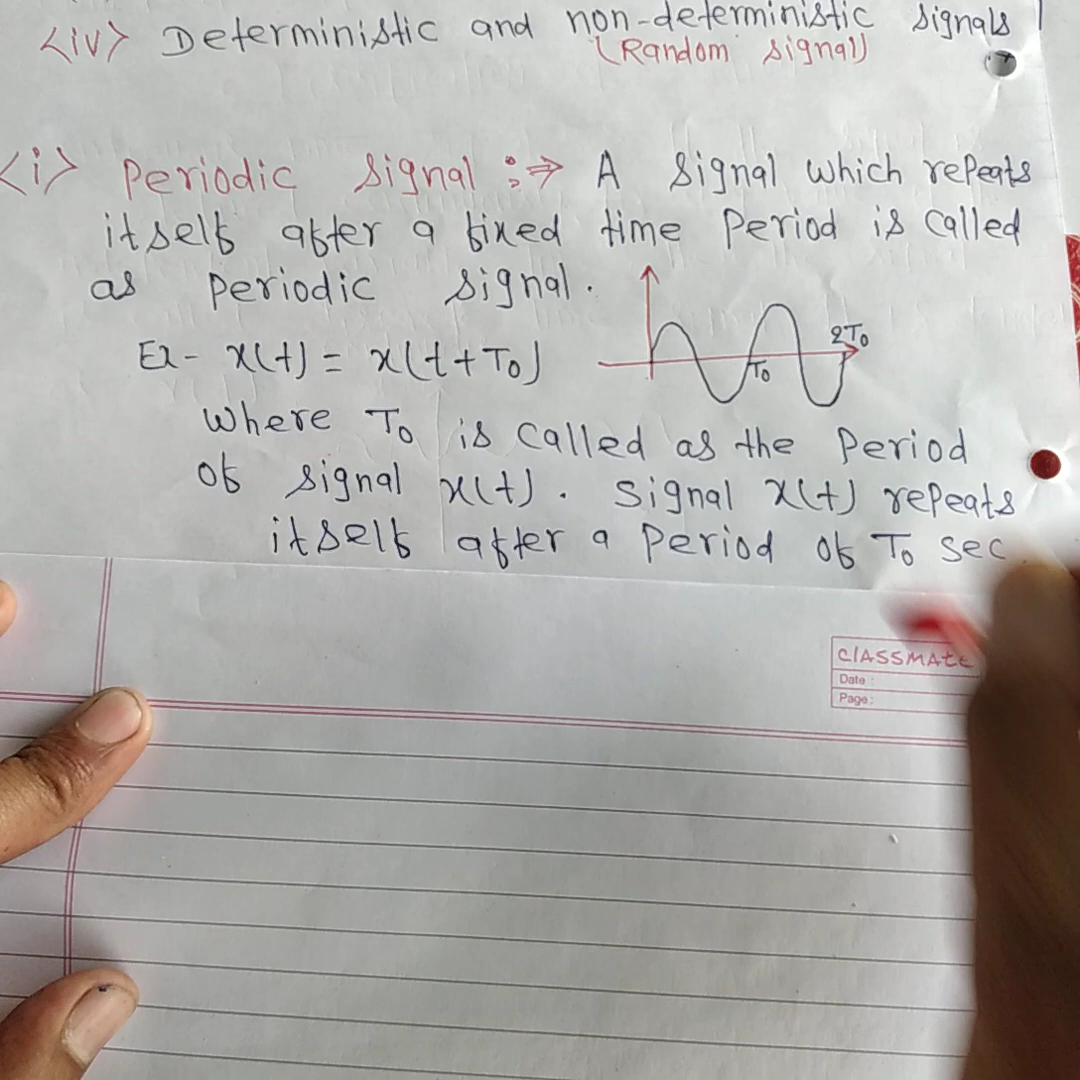 <iv> Deterministic and non-deterministic signals
(Random signal)
<i> Periodic signal :⇒ A signal which repeats
itself after a fixed time Period is called
as periodic signal.
2T₀
T₀
Ex- x(t) = x(t+T₀)
where T₀ is called as the Period
of signal x(t). signal x(t) repeats
itself after a Period of T₀ sec
CLASSMATE
Date :
Page :